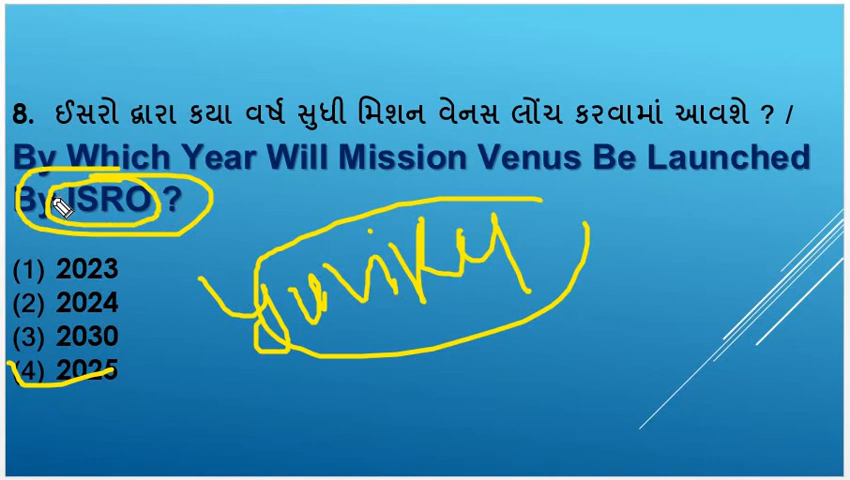 8. ઈસરો દ્વારા કયા વર્ષ સુધી મિશન વેનસ લોંચ કરવામાં આવશે ? /
By Which Year Will Mission Venus Be Launched
By ISRO ?
yuvika
(1) 2023
(2) 2024
(3) 2030
(4) 2025